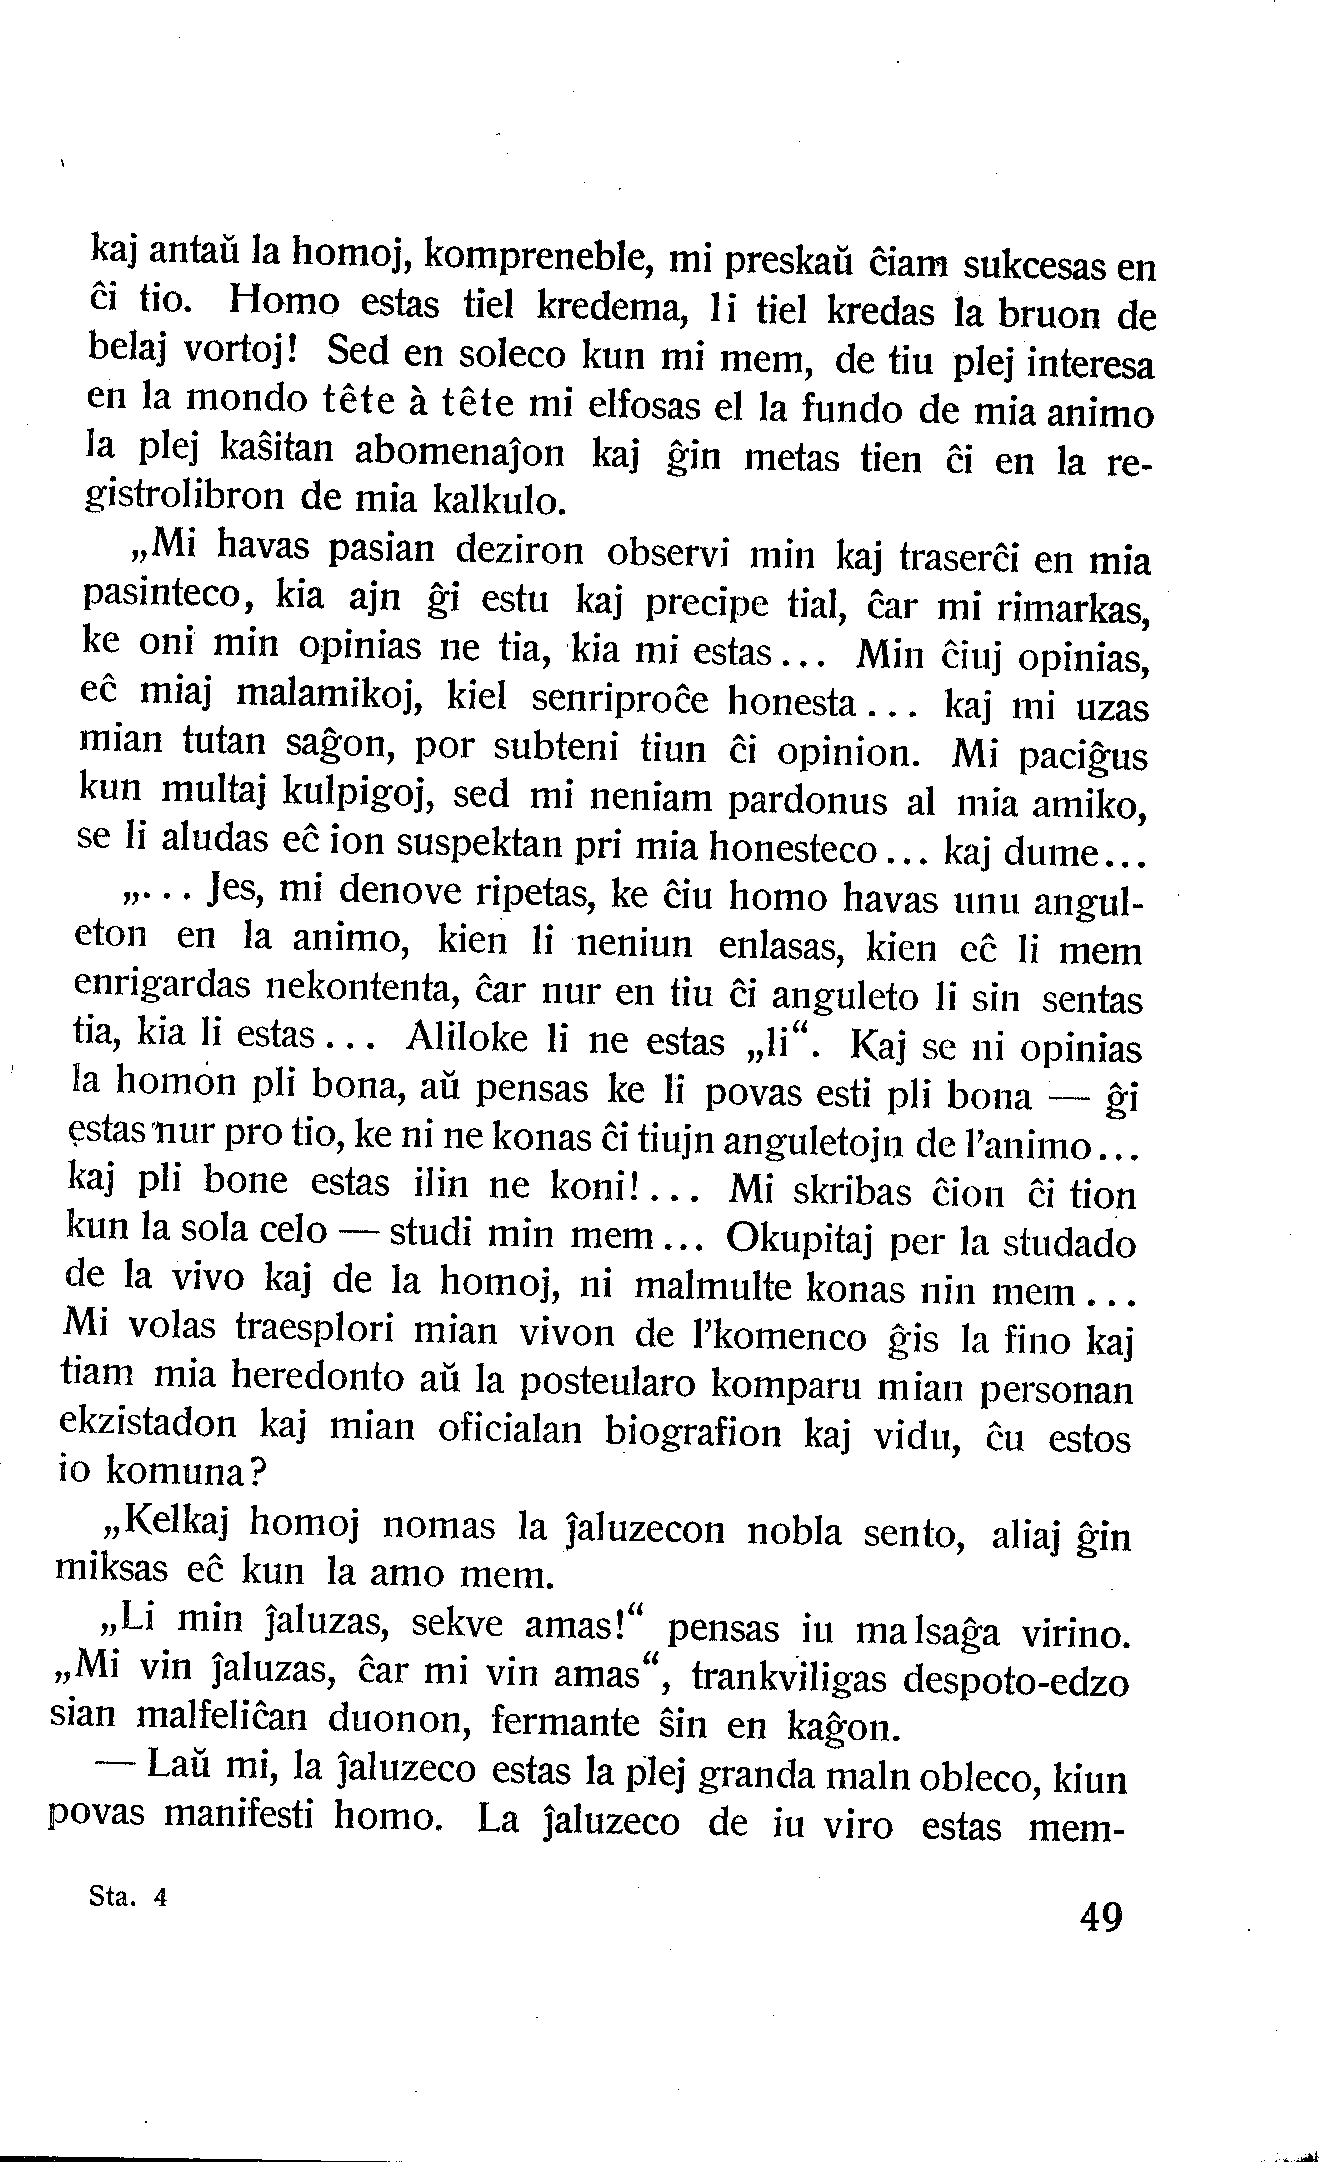 kaj antaŭ la homoj, kompreneble, mi preskaŭ ĉiam sukcesas en
ĉi tio. Homo estas tiel kredema, li tiel kredas la bruon de
belaj vortoj! Sed en soleco kun mi mem, de tiu plej interesa
en la mondo tête à tête mi elfosas el la fundo de mia animo
la plej kaŝitan abomenaĵon kaj ĝin metas tien ĉi en la re-
gistrolibron de mia kalkulo.
„Mi havas pasian deziron observi min kaj traserĉi en mia
pasinteco, kia ajn ĝi estu kaj precipe tial, ĉar mi rimarkas,
ke oni min opinias ne tia, kia mi estas... Min ĉiuj opinias,
eĉ miaj malamikoj, kiel senriproĉe honesta... kaj mi uzas
mian tutan saĝon, por subteni tiun ĉi opinion. Mi paciĝus
kun multaj kulpigoj, sed mi neniam pardonus al mia amiko,
se li aludas eĉ ion suspektan pri mia honesteco... kaj dume...
„... Jes, mi denove ripetas, ke ĉiu homo havas unu angul-
eton en la animo, kien li neniun enlasas, kien eĉ li mem
enrigardas nekontenta, ĉar nur en tiu ĉi anguleto li sin sentas
tia, kia li estas... Aliloke li ne estas „li“. Kaj se ni opinias
la homon pli bona, aŭ pensas ke li povas esti pli bona — ĝi
estas nur pro tio, ke ni ne konas ĉi tiujn anguletojn de l'animo...
kaj pli bone estas ilin ne koni!... Mi skribas ĉion ĉi tion
kun la sola celo — studi min mem... Okupitaj per la studado
de la vivo kaj de la homoj, ni malmulte konas nin mem...
Mi volas traesplori mian vivon de l'komenco ĝis la fino kaj
tiam mia heredonto aŭ la posteularo komparu mian personan
ekzistadon kaj mian oficialan biografion kaj vidu, ĉu estos
io komuna?
„Kelkaj homoj nomas la ĵaluzecon nobla sento, aliaj ĝin
miksas eĉ kun la amo mem.
„Li min ĵaluzas, sekve amas!“ pensas iu malsaĝa virino.
„Mi vin ĵaluzas, ĉar mi vin amas“, trankviligas despoto-edzo
sian malfeliĉan duonon, fermante ŝin en kaĝon.
— Laŭ mi, la ĵaluzeco estas la plej granda malnobleco, kiun
povas manifesti homo. La ĵaluzeco de iu viro estas mem-
Sta. 4
49